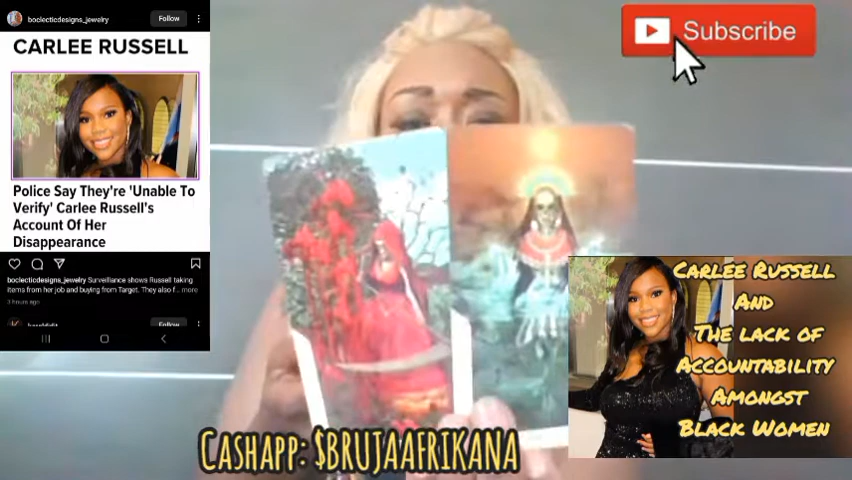 boclecticdesigns_jewelry
Follow
CARLEE RUSSELL
Police Say They're 'Unable To
Verify' Carlee Russell's
Account Of Her
Disappearance
boclecticdesigns_jewelry Surveillance shows Russell taking
items from her job and buying from Target. They also f... more
3 hours ago
Follow
Subscribe
Carlee Russell
And
The lack of
Accountability
Amongst
Black Women
Cashapp: $BRUJAAFRIKANA